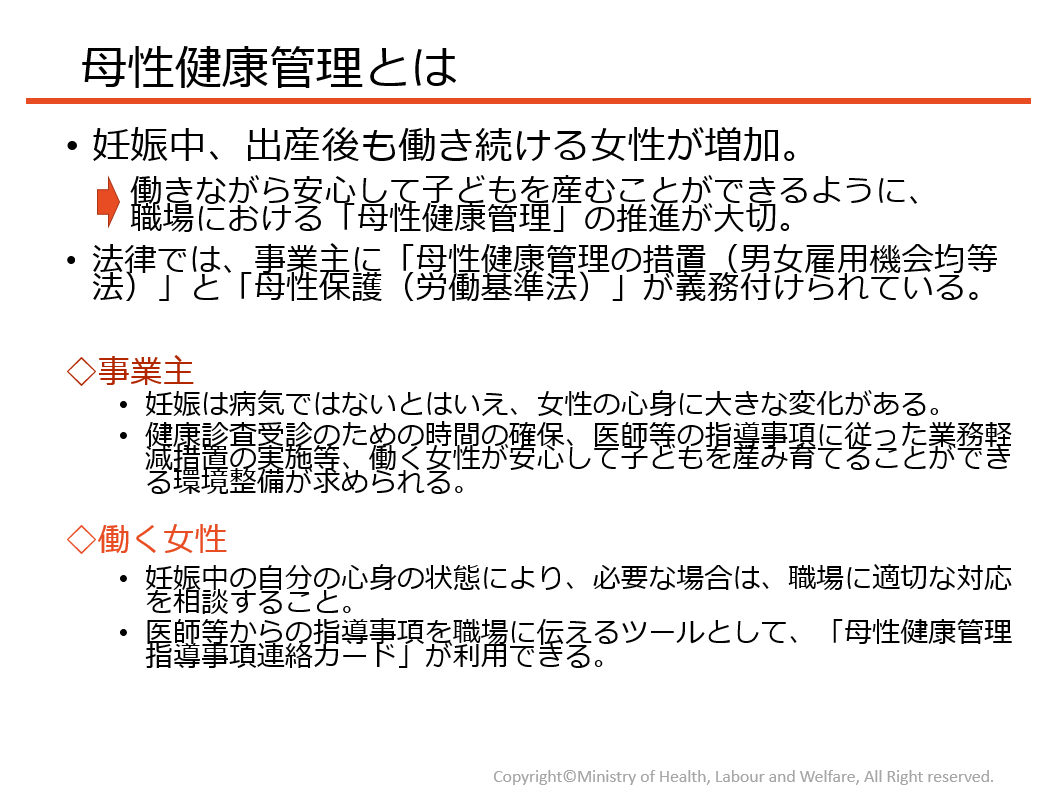 母性健康管理とは
• 妊娠中、出産後も働き続ける女性が増加。
働きながら安心して子どもを産むことができるように、
職場における「母性健康管理」の推進が大切。
• 法律では、事業主に「母性健康管理の措置（男女雇用機会均等
法）」と「母性保護（労働基準法）」が義務付けられている。
◇事業主
• 妊娠は病気ではないとはいえ、女性の心身に大きな変化がある。
• 健康診査受診のための時間の確保、医師等の指導事項に従った業務軽
減措置の実施等、働く女性が安心して子どもを産み育てることができ
る環境整備が求められる。
◇働く女性
• 妊娠中の自分の心身の状態により、必要な場合は、職場に適切な対応
を相談すること。
• 医師等からの指導事項を職場に伝えるツールとして、「母性健康管理
指導事項連絡カード」が利用できる。
Copyright©Ministry of Health, Labour and Welfare, All Right reserved.